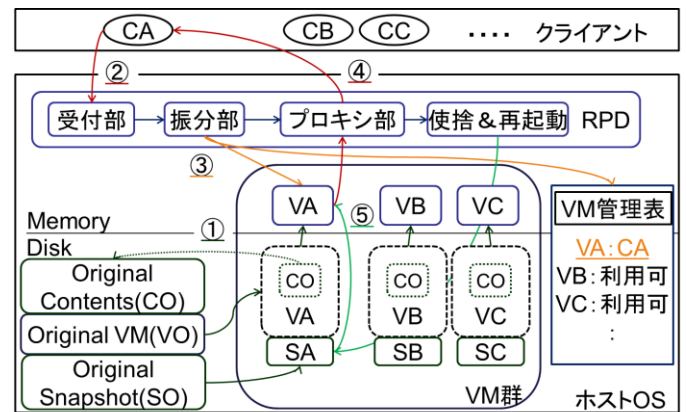 CA
CB
CC
‥‥
クライアント
②
④
受付部
振分部
プロキシ部
使捨&再起動
RPD
③
VA
VB
VC
VM管理表
Memory
①
⑤
Disk
VA:CA
VB:利用可
VC:利用可
:
Original
Contents(CO)
Original VM(VO)
Original
Snapshot(SO)
CO
VA
CO
VB
CO
VC
SA
SB
SC
VM群
ホストOS